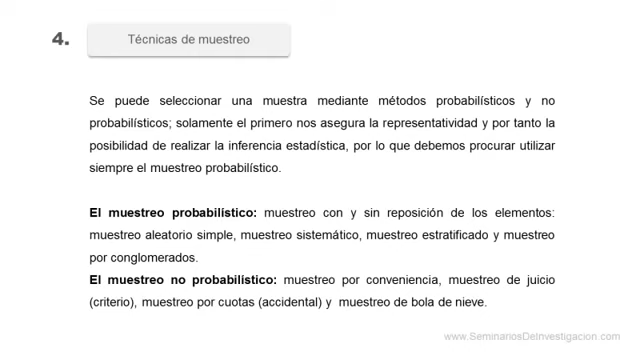 4. Técnicas de muestreo
Se puede seleccionar una muestra mediante métodos probabilísticos y no
probabilísticos; solamente el primero nos asegura la representatividad y por tanto la
posibilidad de realizar la inferencia estadística, por lo que debemos procurar utilizar
siempre el muestreo probabilístico.
El muestreo probabilístico: muestreo con y sin reposición de los elementos:
muestreo aleatorio simple, muestreo sistemático, muestreo estratificado y muestreo
por conglomerados.
El muestreo no probabilístico: muestreo por conveniencia, muestreo de juicio
(criterio), muestreo por cuotas (accidental) y muestreo de bola de nieve.
www.SeminariosDeInvestigacion.com